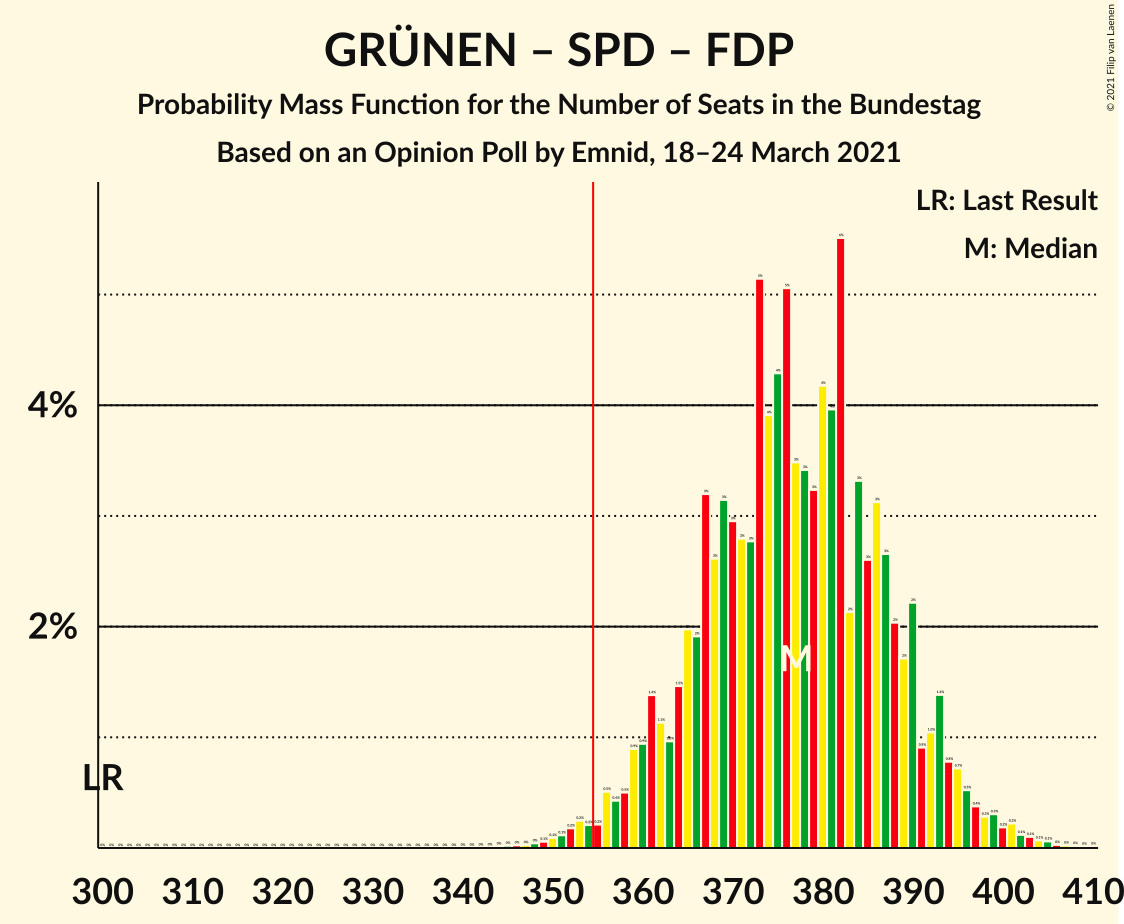 GRÜNEN – SPD – FDP
Probability Mass Function for the Number of Seats in the Bundestag
Based on an Opinion Poll by Emnid, 18–24 March 2021
© 2021 Filip van Laenen
LR: Last Result
M: Median
4%
2%
M
LR
300 310 320 330 340 350 360 370 380 390 400 410